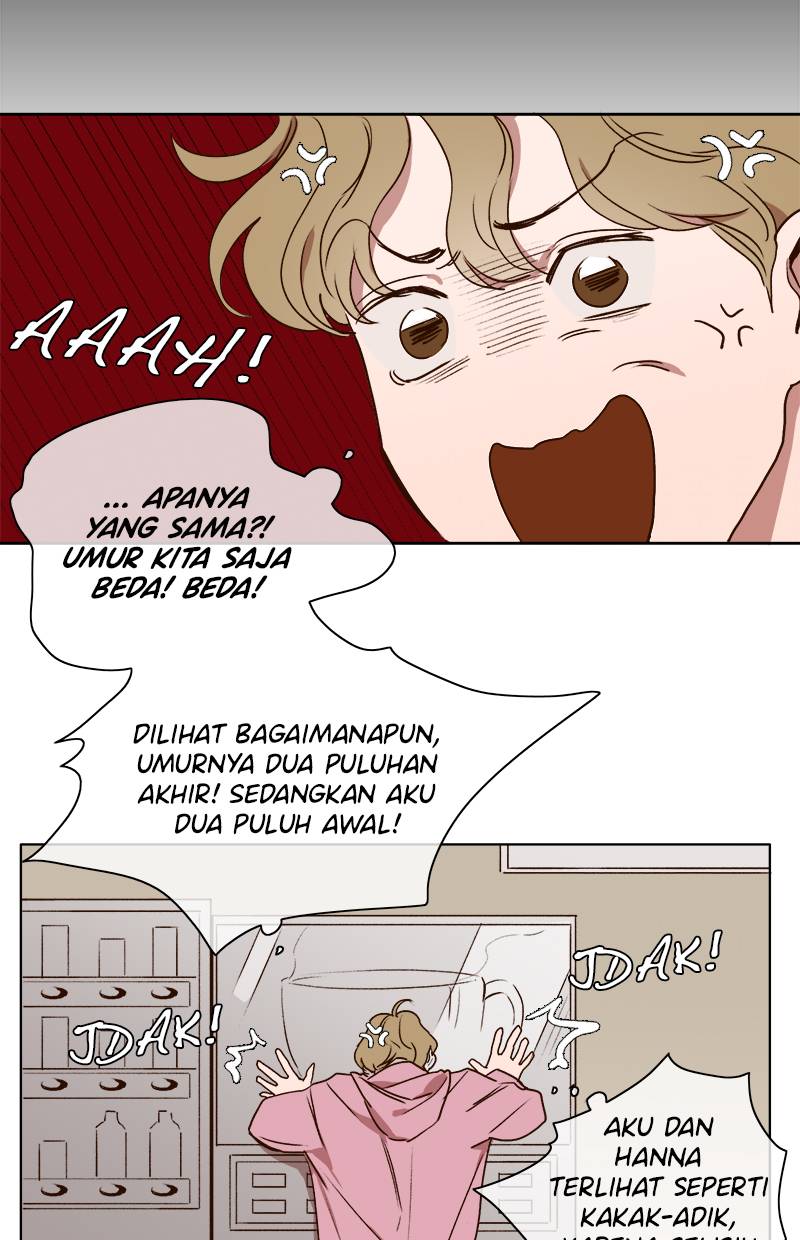 AAAH!
... APANYA
YANG SAMA?!
UMUR KITA SAJA
BEDA! BEDA!
DILIHAT BAGAIMANAPUN,
UMURNYA DUA PULUHAN
AKHIR! SEDANGKAN AKU
DUA PULUH AWAL!
JDAK!
JDAK!
AKU DAN
HANNA
TERLIHAT SEPERTI
KAKAK-ADIK,